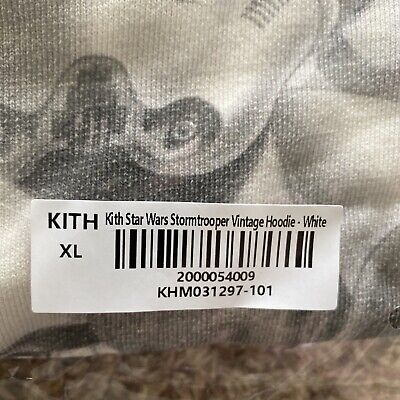 KITH Kith Star Wars Stormtrooper Vintage Hoodie - White
XL
2000054009
KHM031297-101